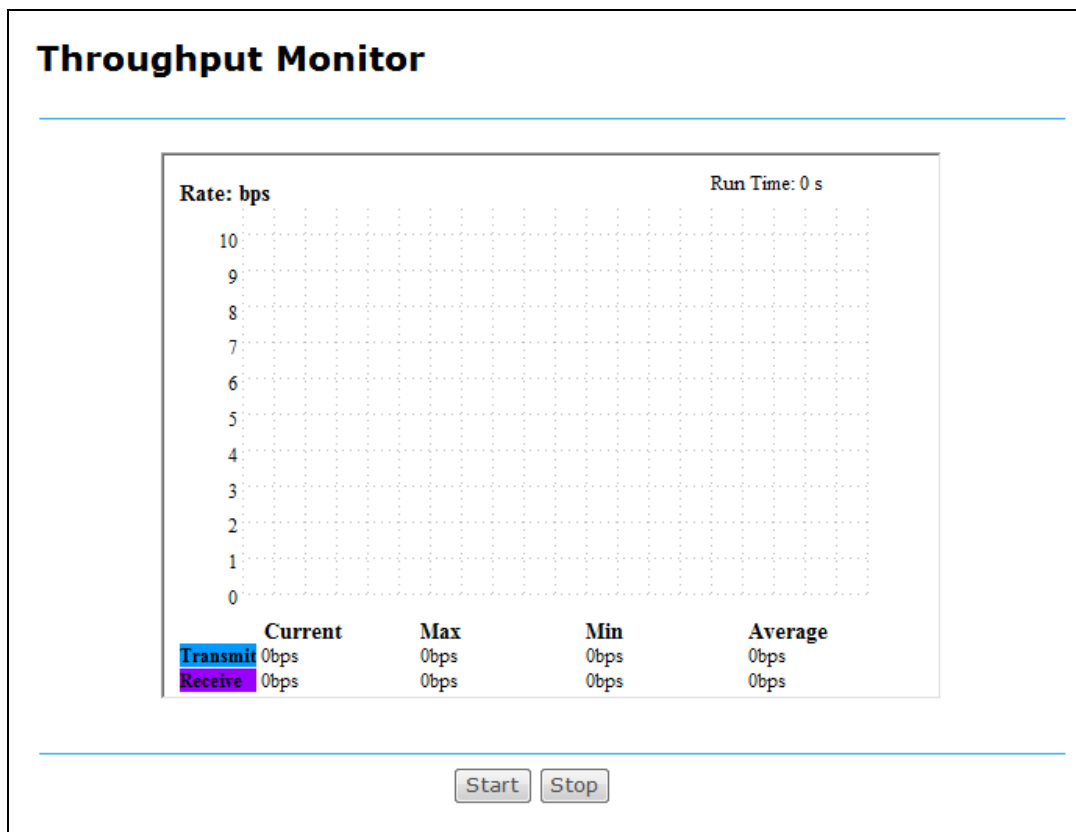 Throughput Monitor
Rate: bps
Run Time: 0 s
10
9
8
7
6
5
4
3
2
1
0
Current Max Min Average
Transmit 0bps 0bps 0bps 0bps
Receive 0bps 0bps 0bps 0bps
Start Stop